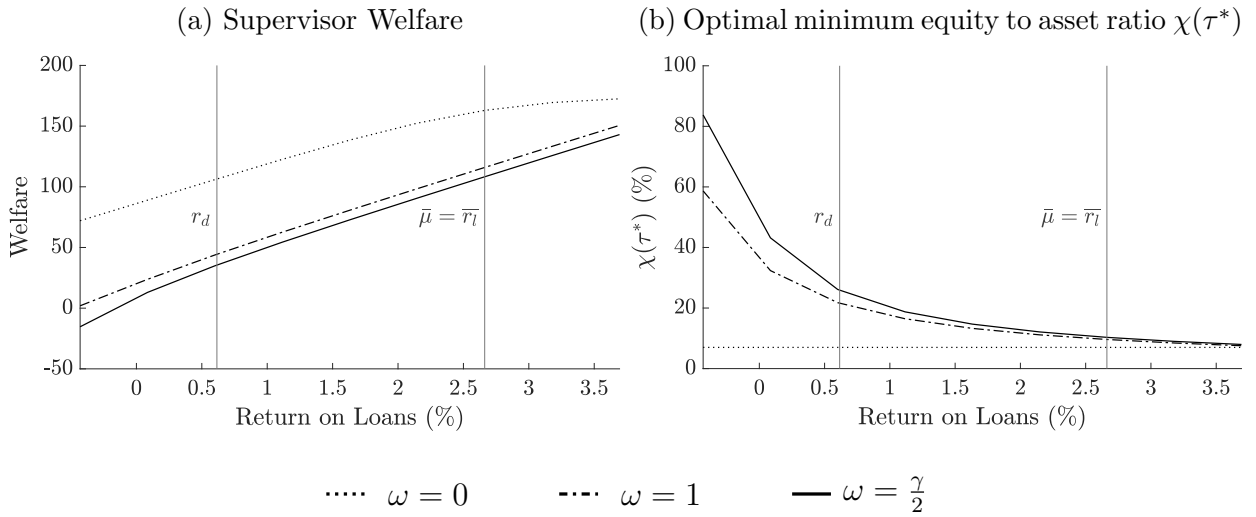 (a) Supervisor Welfare
(b) Optimal minimum equity to asset ratio χ(τ*)
Welfare
200
150
100
50
0
-50
r_d
μ̄ = r̄_l
0 0.5 1 1.5 2 2.5 3 3.5
Return on Loans (%)
χ(τ*) (%)
100
80
60
40
20
0
r_d
μ̄ = r̄_l
0 0.5 1 1.5 2 2.5 3 3.5
Return on Loans (%)
ω = 0 ω = 1 ω = γ/2